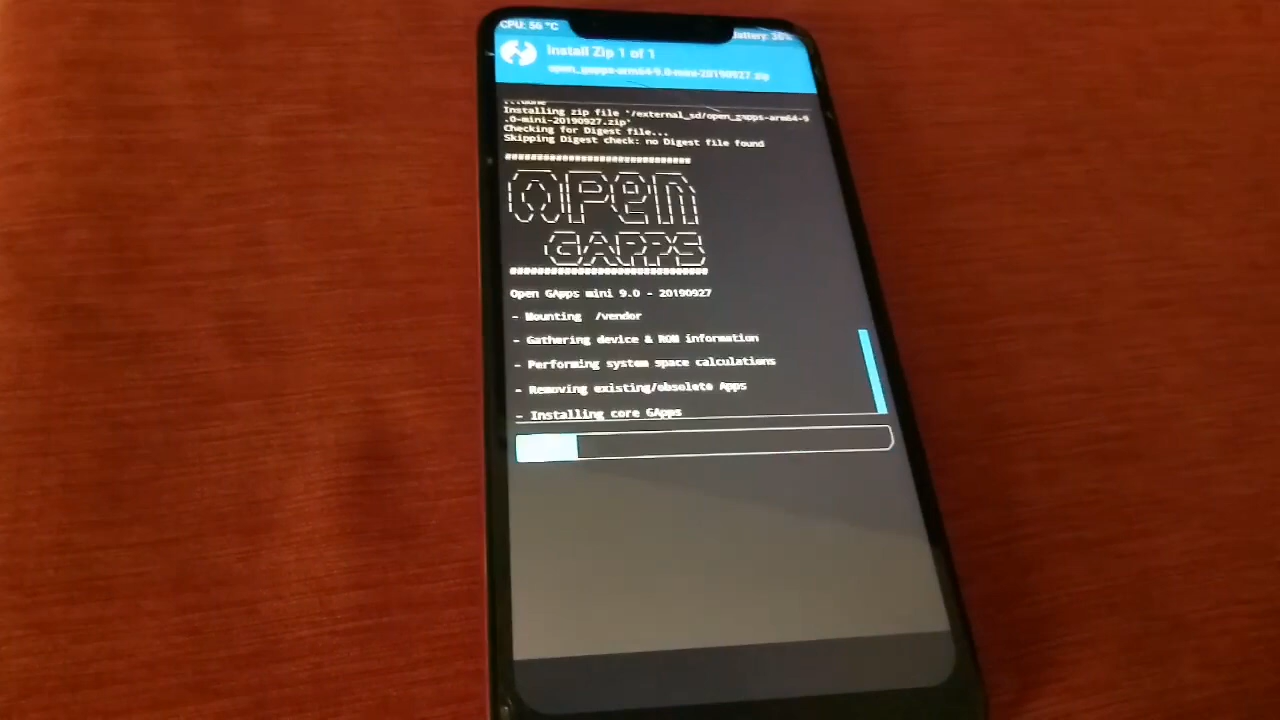 CPU: 56 °C
Battery: 36%
Install Zip 1 of 1
open_gapps-arm64-9.0-mini-20190927.zip
...done
Installing zip file '/external_sd/open_gapps-arm64-9
.0-mini-20190927.zip'
Checking for Digest file...
Skipping Digest check: no Digest file found
##############################
OPEN
GAPPS
##############################
Open GApps mini 9.0 - 20190927
- Mounting /vendor
- Gathering device & ROM information
- Performing system space calculations
- Removing existing/obsolete Apps
- Installing core GApps